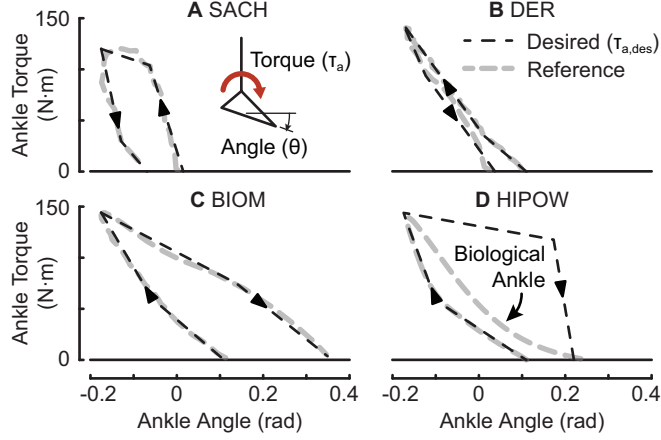 A SACH
B DER
150
Ankle Torque
(N·m)
0
Torque (τa)
Angle (θ)
Desired (τa,des)
Reference
C BIOM
D HIPOW
150
Ankle Torque
(N·m)
0
Biological
Ankle
-0.2 0 0.2 0.4
-0.2 0 0.2 0.4
Ankle Angle (rad)
Ankle Angle (rad)